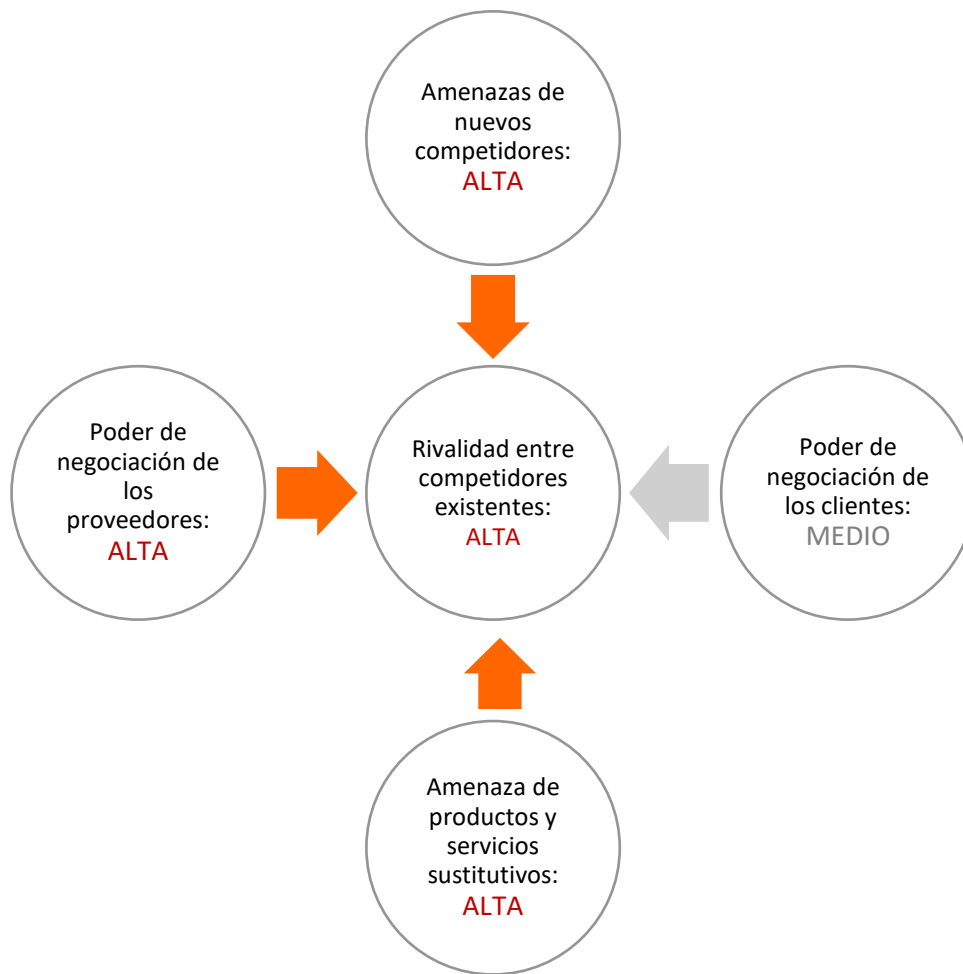 Amenazas de
nuevos
competidores:
ALTA
Poder de
negociación de
los
proveedores:
ALTA
Rivalidad entre
competidores
existentes:
ALTA
Poder de
negociación de
los clientes:
MEDIO
Amenaza de
productos y
servicios
sustitutivos:
ALTA